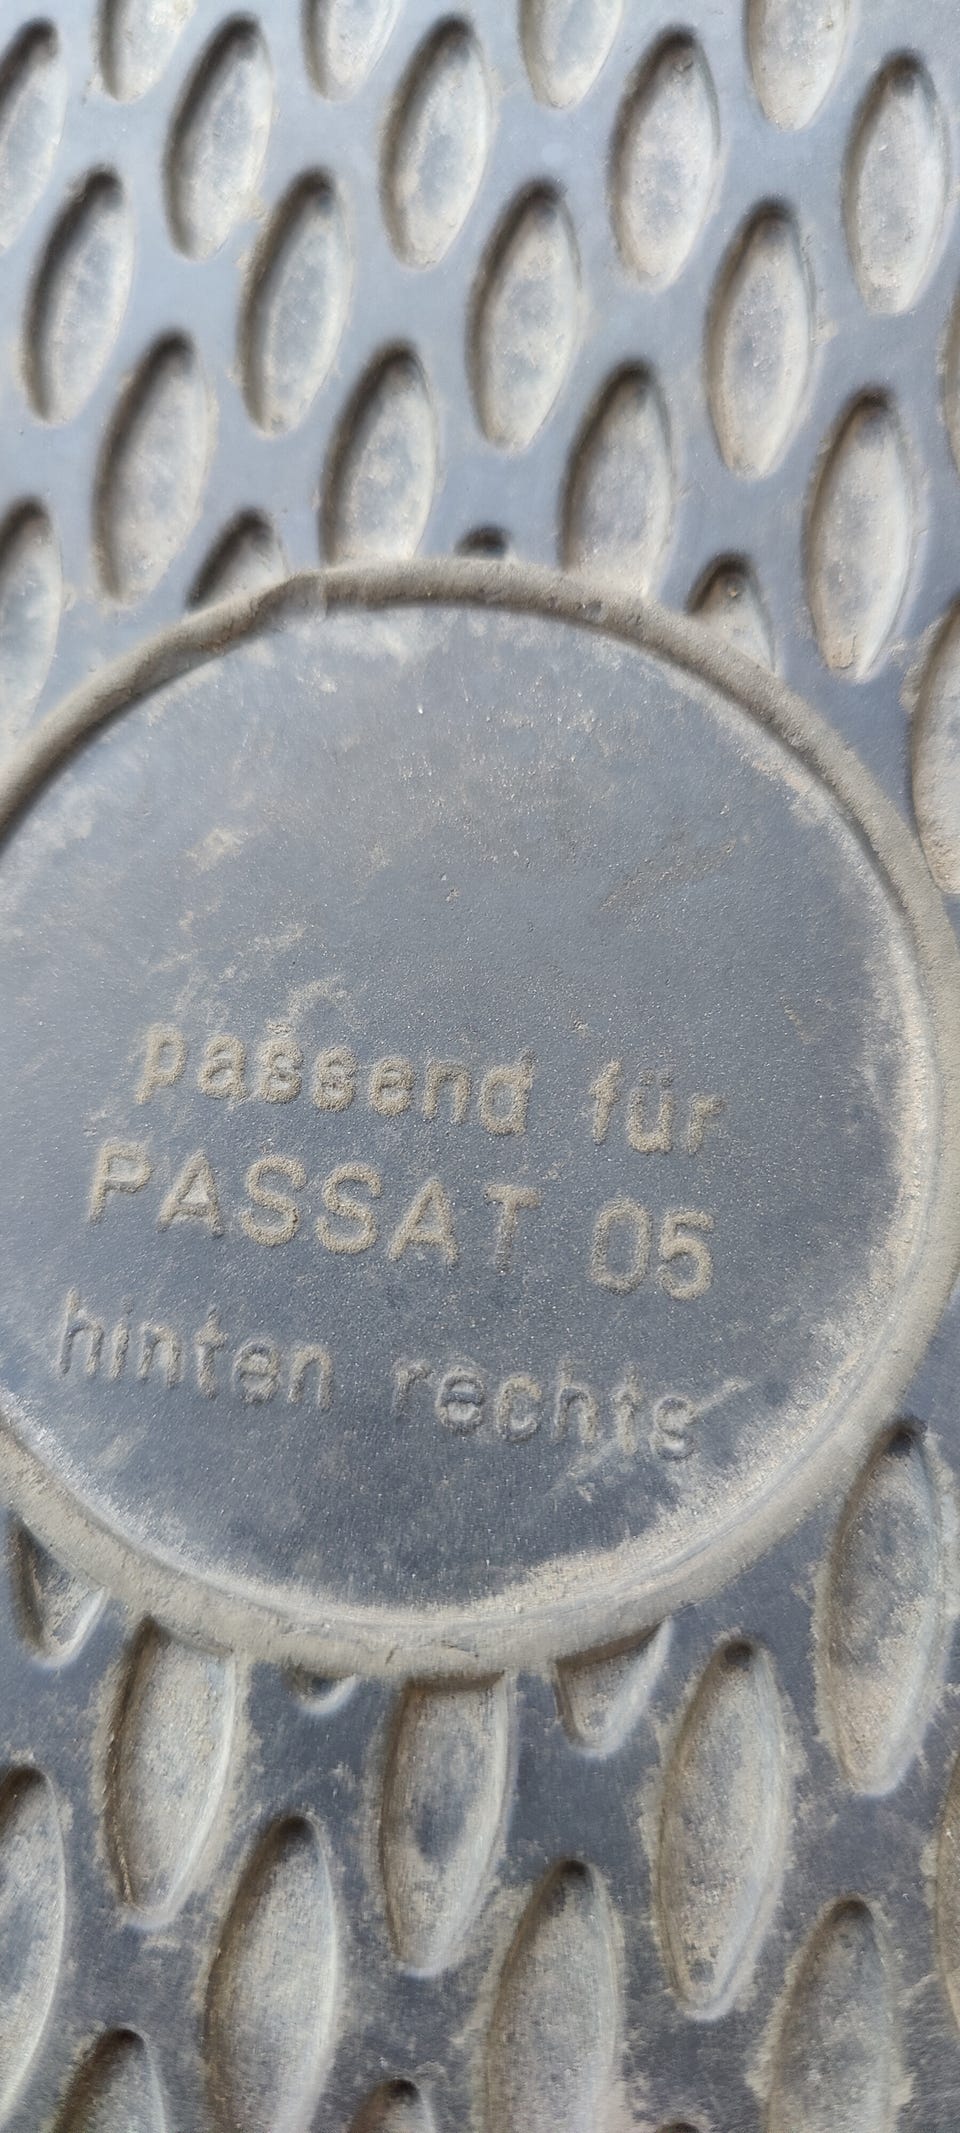 passend für
PASSAT 05
hinten rechts